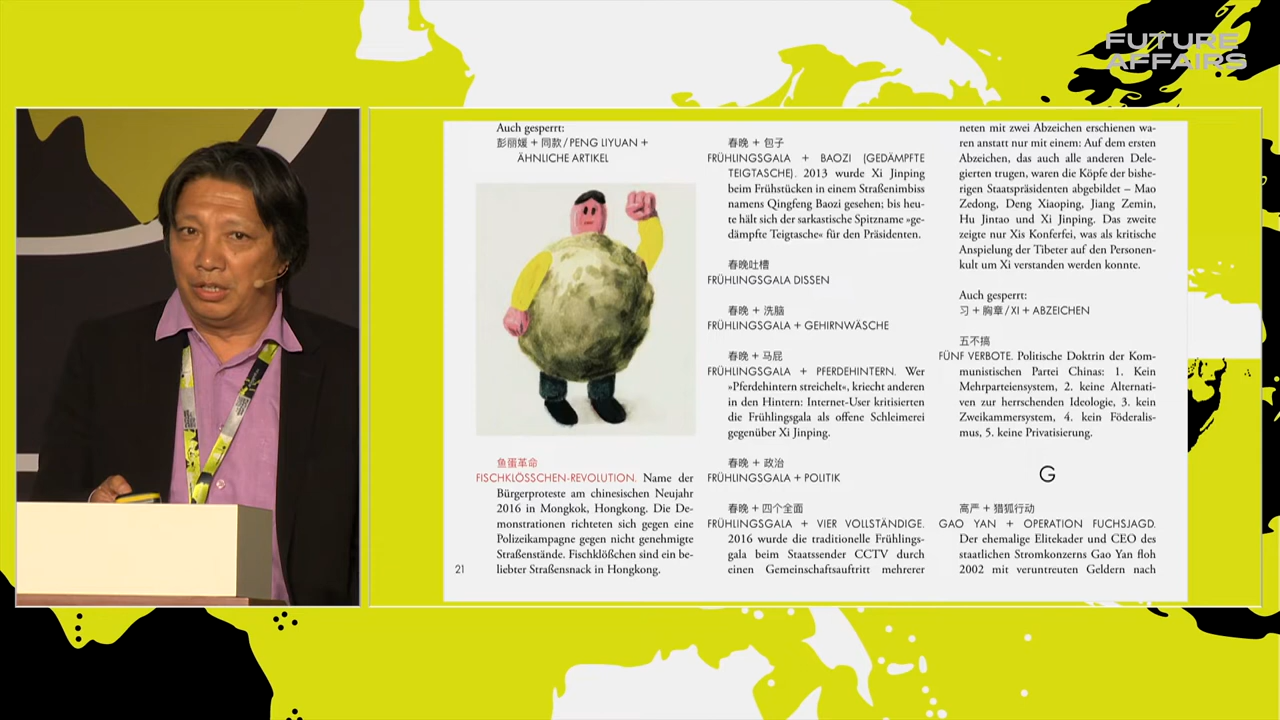 FUTURE
AFFAIRS
Auch gesperrt:
彭丽媛 + 同款 / PENG LIYUAN +
ÄHNLICHE ARTIKEL
鱼蛋革命
FISCHKLÖSSCHEN-REVOLUTION. Name der
Bürgerproteste am chinesischen Neujahr
2016 in Mongkok, Hongkong. Die De-
monstrationen richteten sich gegen eine
Polizeikampagne gegen nicht genehmigte
Straßenstände. Fischklößchen sind ein be-
liebter Straßensnack in Hongkong.
21
春晚 + 包子
FRÜHLINGSGALA + BAOZI (GEDÄMPFTE
TEIGTASCHE). 2013 wurde Xi Jinping
beim Frühstücken in einem Straßenimbiss
namens Qingfeng Baozi gesehen; bis heu-
te hält sich der sarkastische Spitzname »ge-
dämpfte Teigtasche« für den Präsidenten.
春晚吐槽
FRÜHLINGSGALA DISSEN
春晚 + 洗脑
FRÜHLINGSGALA + GEHIRNWÄSCHE
春晚 + 马屁
FRÜHLINGSGALA + PFERDEHINTERN. Wer
»Pferdehintern streichelt«, kriecht anderen
in den Hintern: Internet-User kritisierten
die Frühlingsgala als offene Schleimerei
gegenüber Xi Jinping.
春晚 + 政治
FRÜHLINGSGALA + POLITIK
春晚 + 四个全面
FRÜHLINGSGALA + VIER VOLLSTÄNDIGE.
2016 wurde die traditionelle Frühlings-
gala beim Staatssender CCTV durch
einen Gemeinschaftsauftritt mehrerer
neten mit zwei Abzeichen erschienen wa-
ren anstatt nur mit einem: Auf dem ersten
Abzeichen, das auch alle anderen Dele-
gierten trugen, waren die Köpfe der bishe-
rigen Staatspräsidenten abgebildet – Mao
Zedong, Deng Xiaoping, Jiang Zemin,
Hu Jintao und Xi Jinping. Das zweite
zeigte nur Xis Konferfei, was als kritische
Anspielung der Tibeter auf den Personen-
kult um Xi verstanden werden konnte.
Auch gesperrt:
习 + 胸章 / XI + ABZEICHEN
五不搞
FÜNF VERBOTE. Politische Doktrin der Kom-
munistischen Partei Chinas: 1. Kein
Mehrparteiensystem, 2. keine Alternati-
ven zur herrschenden Ideologie, 3. kein
Zweikammersystem, 4. kein Föderalis-
mus, 5. keine Privatisierung.
G
高严 + 猎狐行动
GAO YAN + OPERATION FUCHSJAGD.
Der ehemalige Elitekader und CEO des
staatlichen Stromkonzerns Gao Yan floh
2002 mit veruntreuten Geldern nach